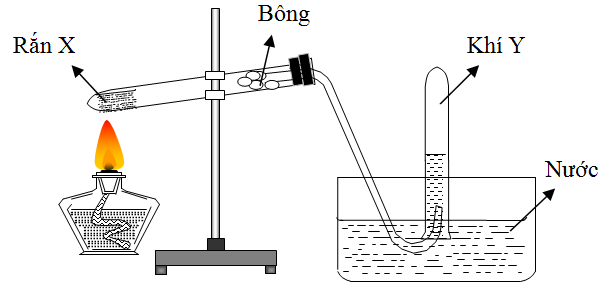 Bông
Rắn X
Khí Y
Nước